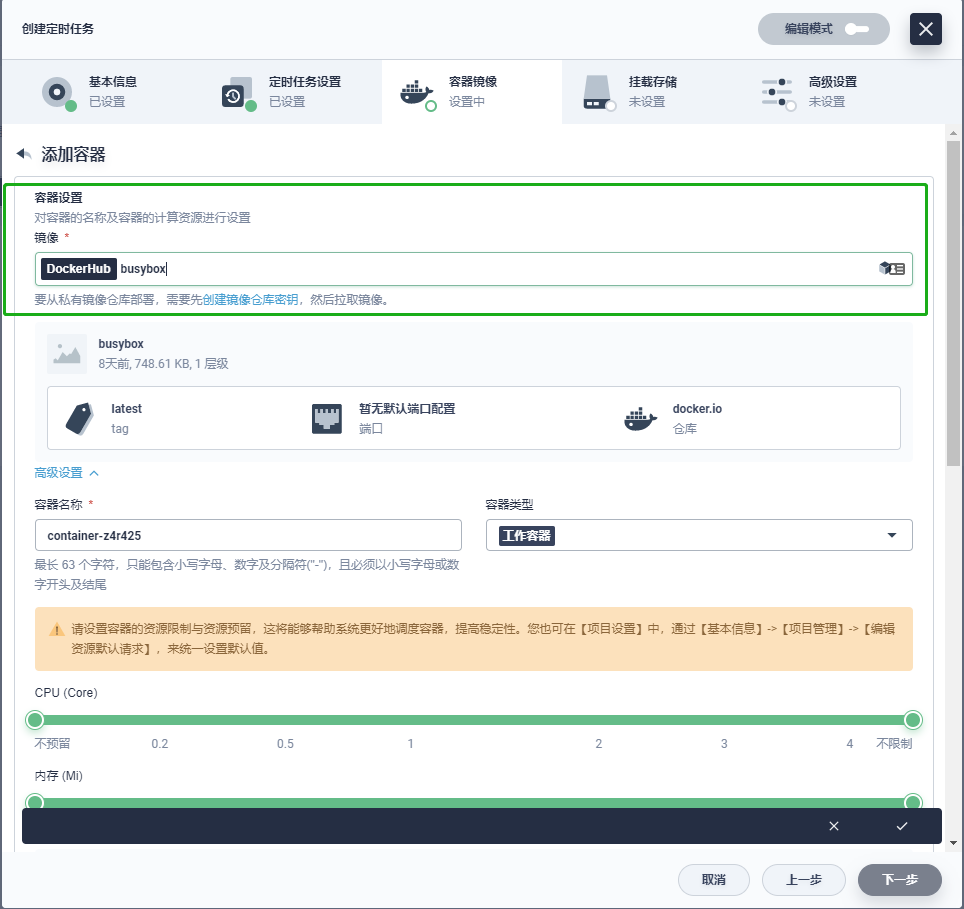 创建定时任务
编辑模式
基本信息
已设置
定时任务设置
已设置
容器镜像
设置中
挂载存储
未设置
高级设置
未设置
添加容器
容器设置
对容器的名称及容器的计算资源进行设置
镜像 *
DockerHub busybox
要从私有镜像仓库部署，需要先创建镜像仓库密钥，然后拉取镜像。
busybox
8天前, 748.61 KB, 1 层级
latest
tag
暂无默认端口配置
端口
docker.io
仓库
高级设置
容器名称 *
container-z4r425
最长 63 个字符，只能包含小写字母、数字及分隔符("-")，且必须以小写字母或数
字开头及结尾
容器类型
工作容器
请设置容器的资源限制与资源预留，这将能够帮助系统更好地调度容器，提高稳定性。您也可在【项目设置】中，通过【基本信息】->【项目管理】->【编辑
资源默认请求】，来统一设置默认值。
CPU (Core)
不预留 0.2 0.5 1 2 3 4 不限制
内存 (Mi)
取消 上一步 下一步